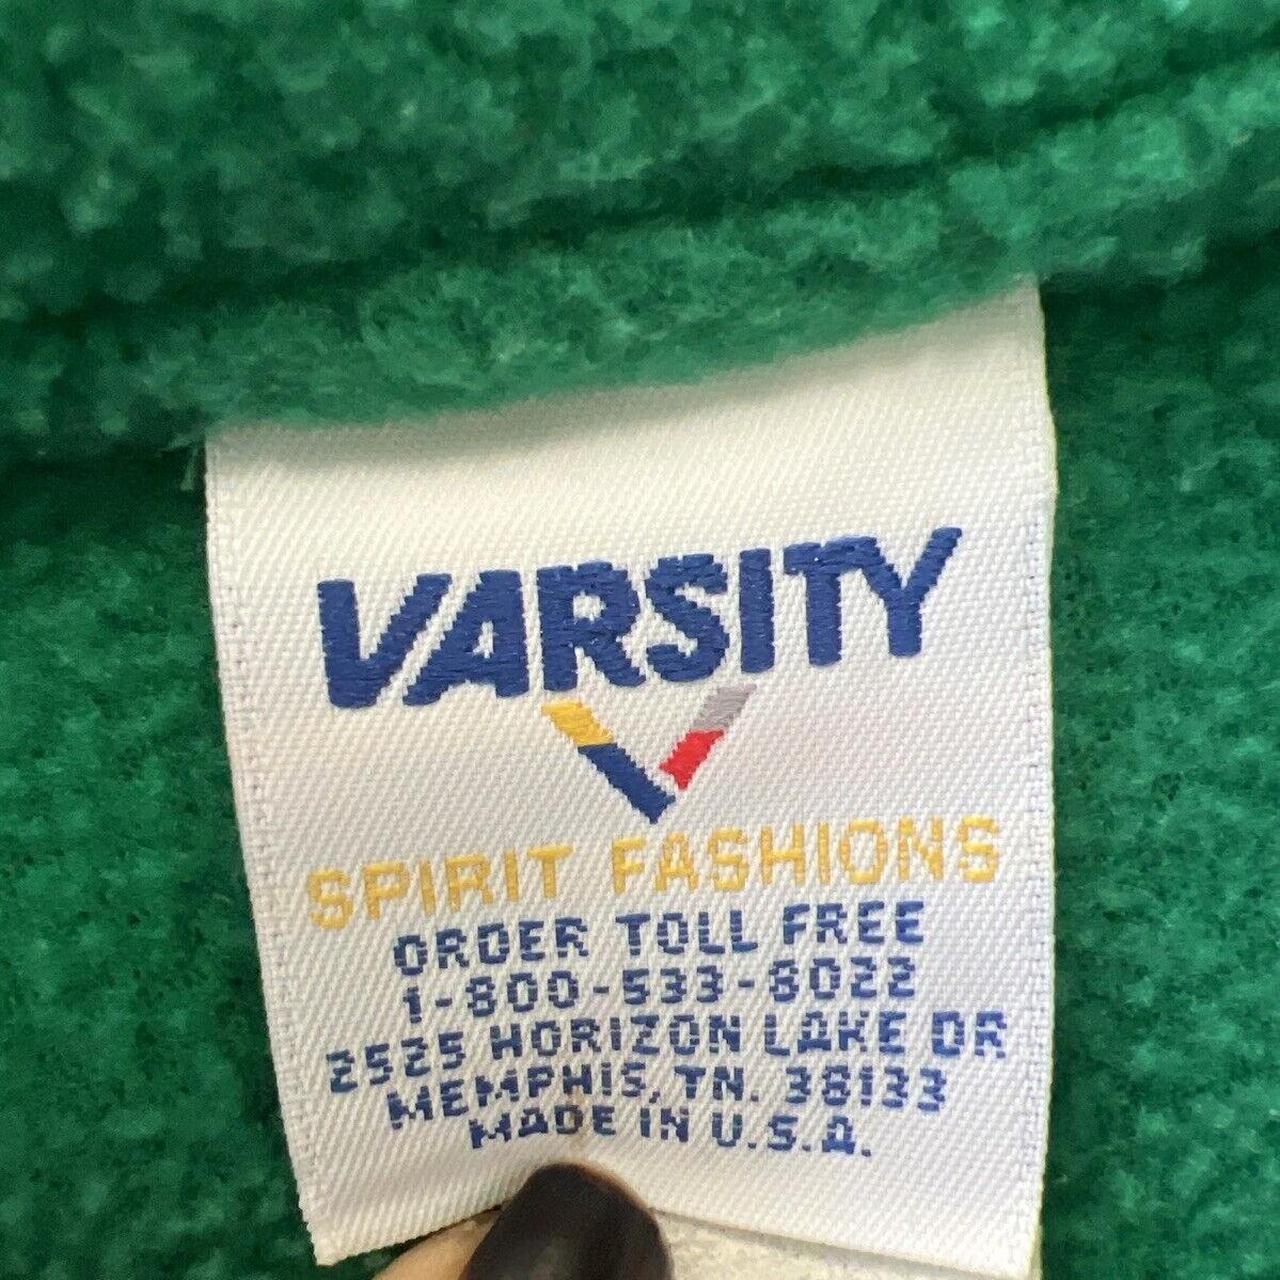 VARSITY
SPIRIT FASHIONS
ORDER TOLL FREE
1-800-533-8022
2525 HORIZON LAKE DR
MEMPHIS, TN. 38133
MADE IN U.S.A.